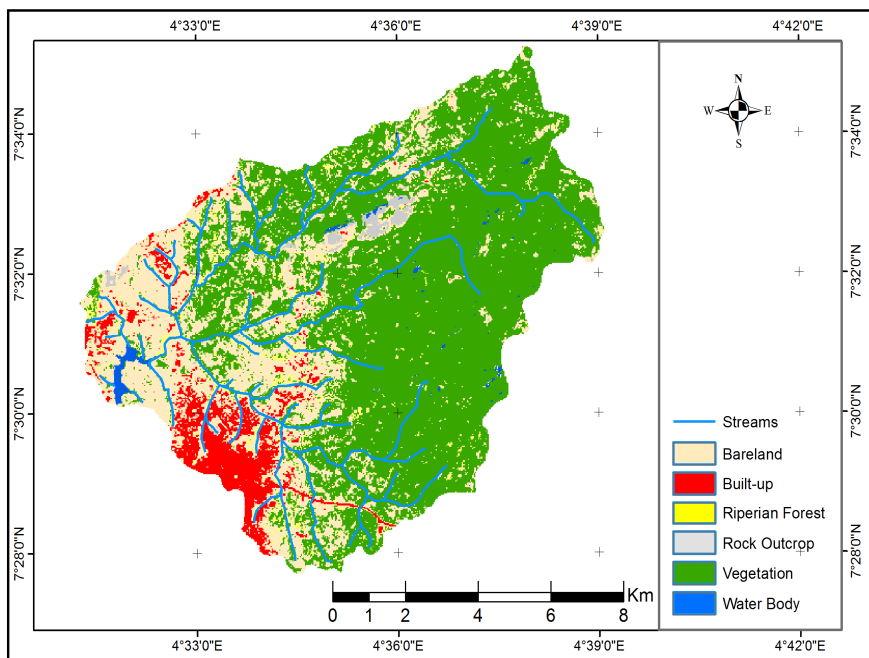 4°33'0"E 4°36'0"E 4°39'0"E 4°42'0"E
N
W E
S
7°34'0"N 7°34'0"N
7°32'0"N 7°32'0"N
7°30'0"N 7°30'0"N
7°28'0"N 7°28'0"N
Streams
Bareland
Built-up
Riperian Forest
Rock Outcrop
Vegetation
Water Body
Km
0 1 2 4 6 8
4°33'0"E 4°36'0"E 4°39'0"E 4°42'0"E